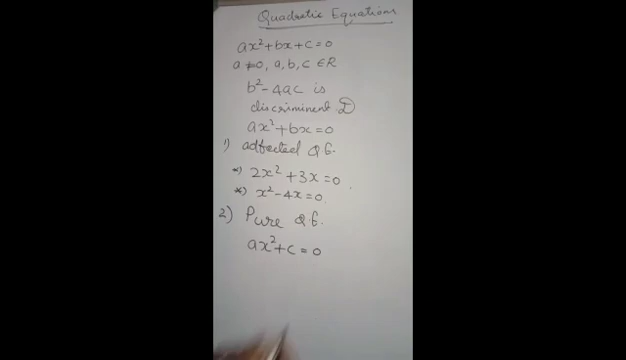 Quadratic Equations
ax²+bx+c=0
a≠0, a, b, c ∈R
b²-4ac is
discriminent D
ax²+bx=0
1) adfected Q.E.
*) 2x²+3x=0.
*) x²-4x=0.
2) Pure Q.E.
ax²+c=0